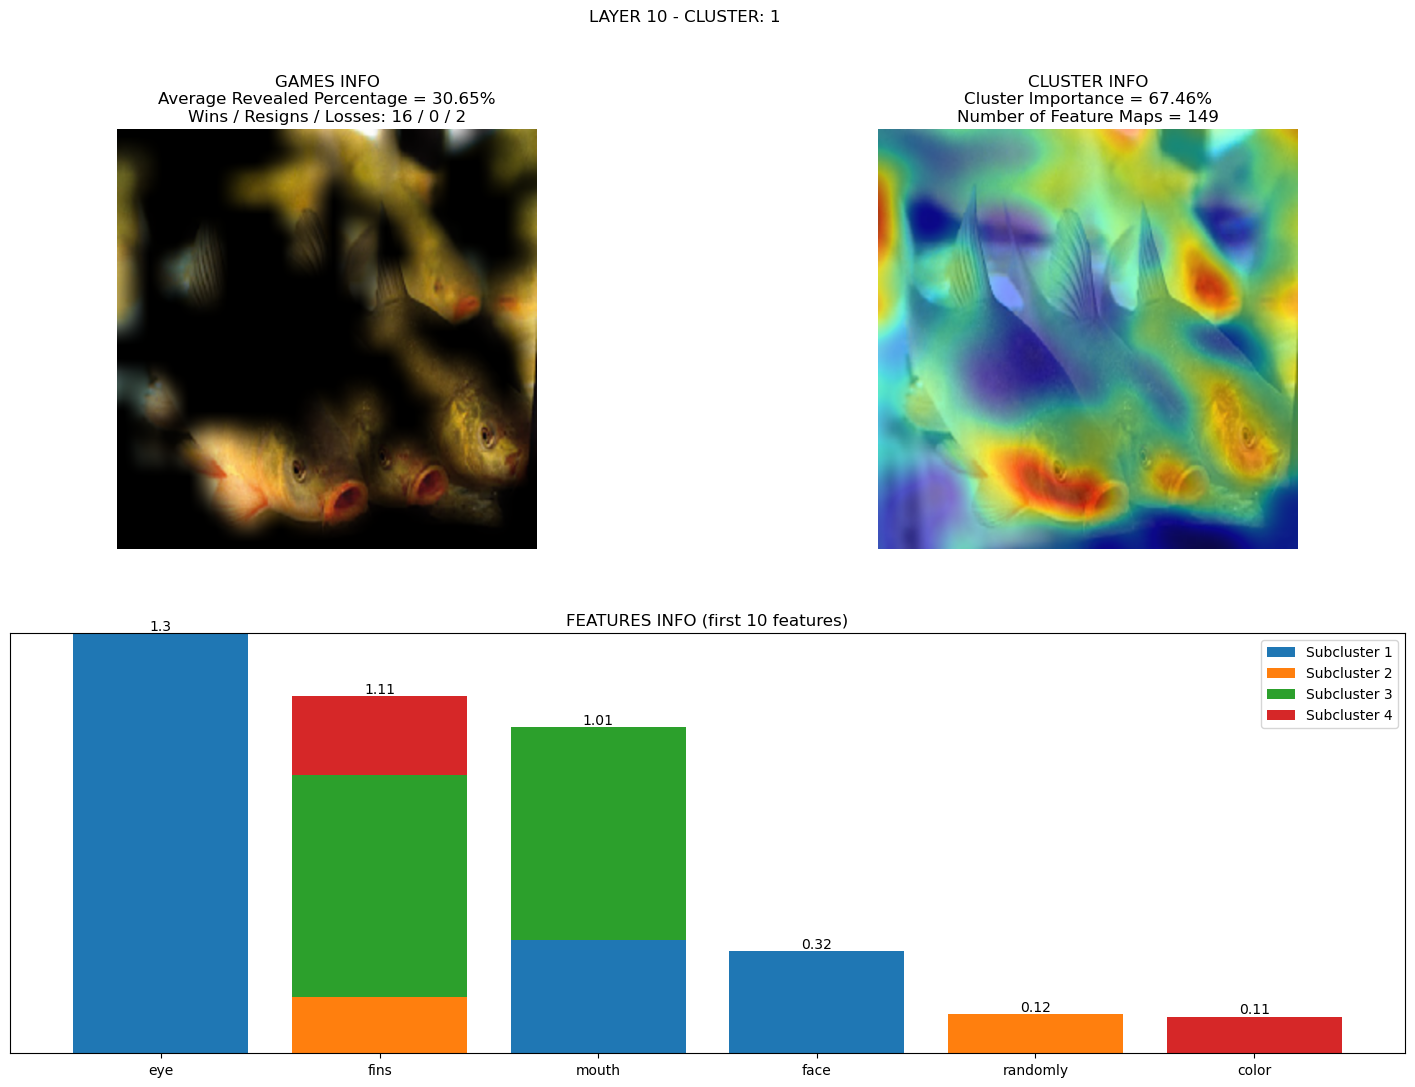 LAYER 10 - CLUSTER: 1
GAMES INFO
Average Revealed Percentage = 30.65%
Wins / Resigns / Losses: 16 / 0 / 2
CLUSTER INFO
Cluster Importance = 67.46%
Number of Feature Maps = 149
FEATURES INFO (first 10 features)
1.3
1.11
1.01
0.32
0.12
0.11
Subcluster 1
Subcluster 2
Subcluster 3
Subcluster 4
eye
fins
mouth
face
randomly
color